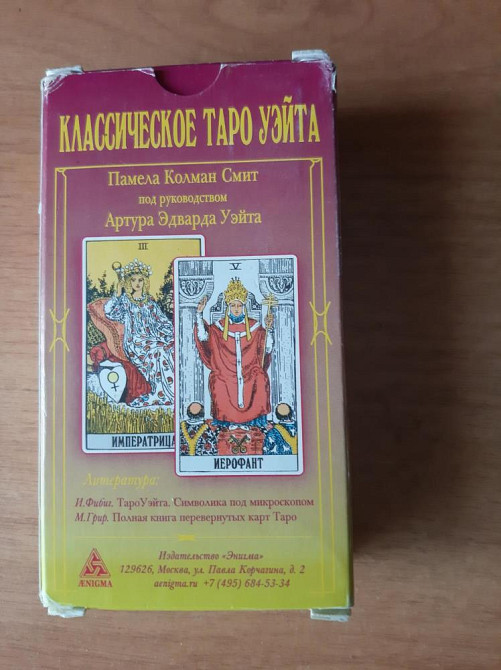 КЛАССИЧЕСКОЕ ТАРО УЭЙТА
Памела Колман Смит
под руководством
Артура Эдварда Уэйта
III
V
ИМПЕРАТРИЦА
ИЕРОФАНТ
Литература:
И.Фибиг. ТароУэйта. Символика под микроскопом
М.Грир. Полная книга перевернутых карт Таро
Издательство «Энигма»
129626, Москва, ул. Павла Корчагина, д. 2
aenigma.ru +7 (495) 684-53-34
ÆNIGMA